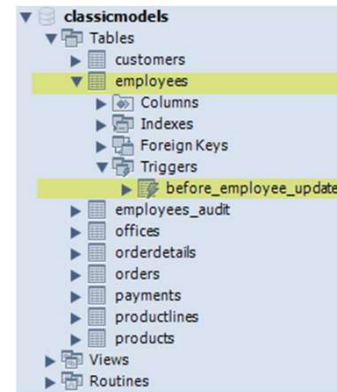 classicmodels
Tables
customers
employees
Columns
Indexes
Foreign Keys
Triggers
before_employee_update
employees_audit
offices
orderdetails
orders
payments
productlines
products
Views
Routines